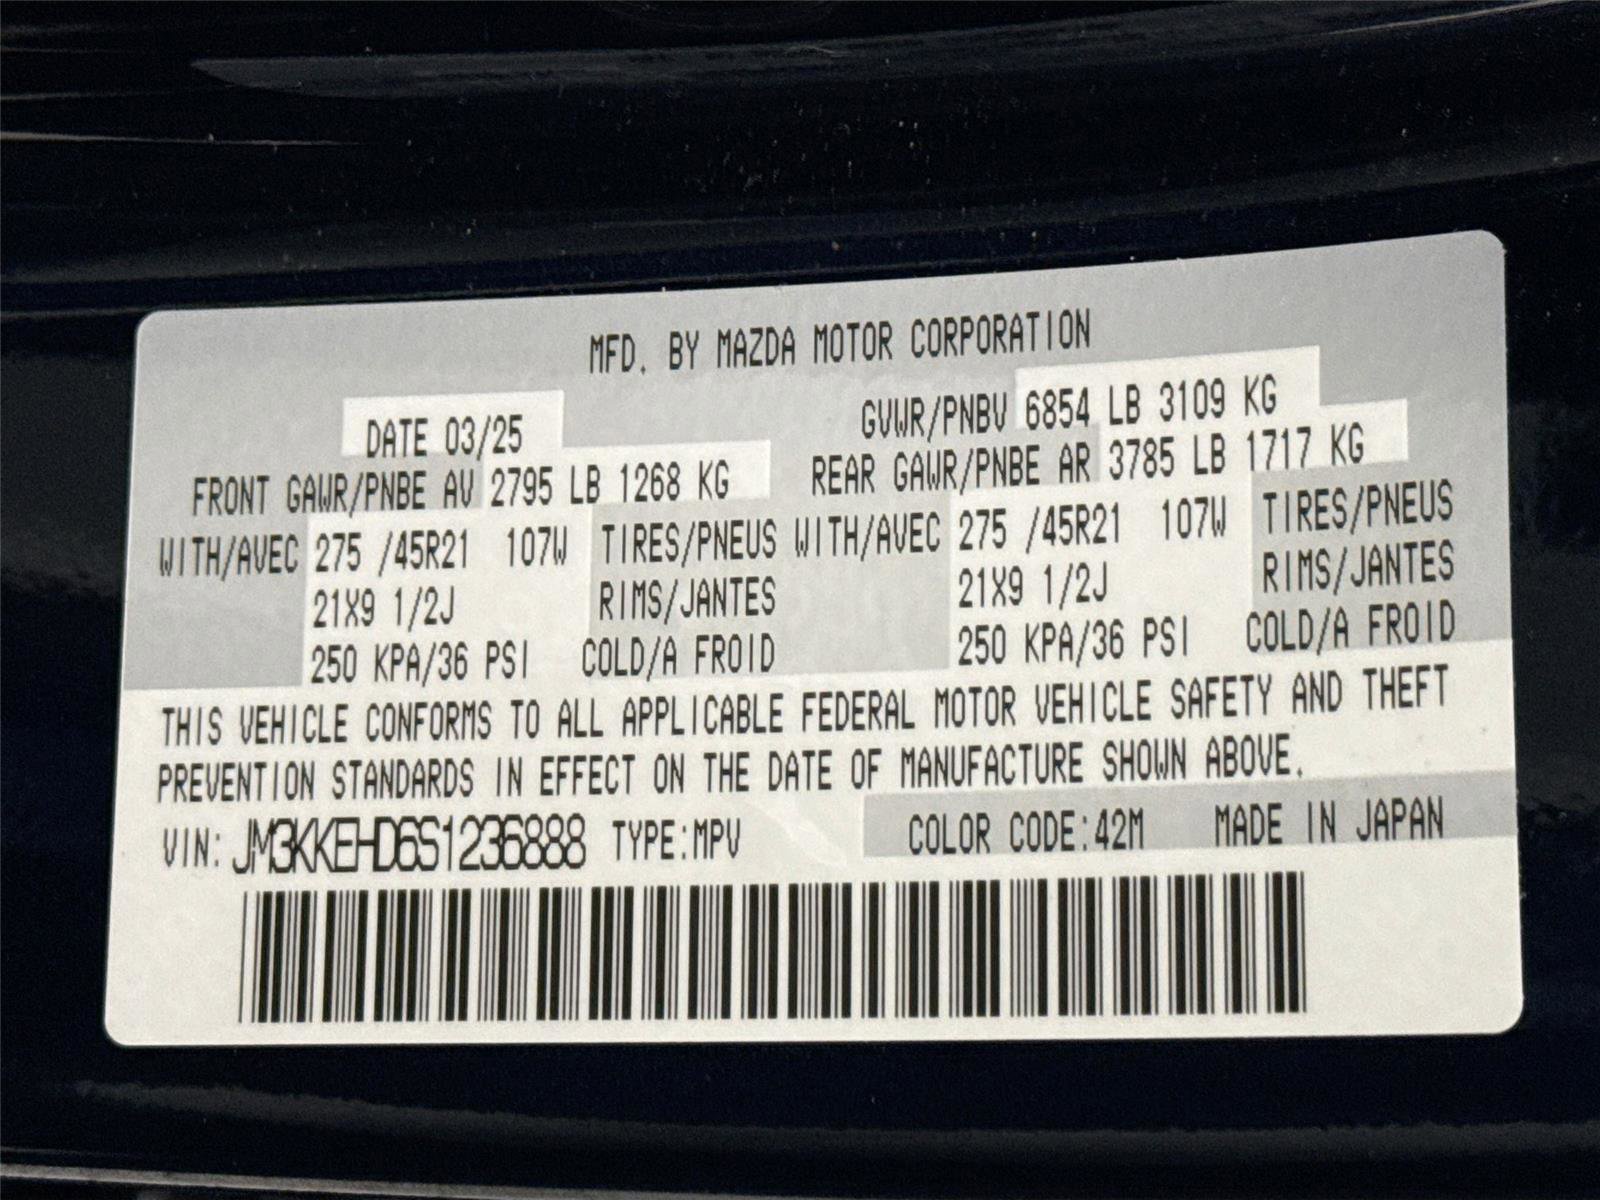 MFD. BY MAZDA MOTOR CORPORATION
DATE 03/25 GVWR/PNBV 6854 LB 3109 KG
FRONT GAWR/PNBE AV 2795 LB 1268 KG REAR GAWR/PNBE AR 3785 LB 1717 KG
WITH/AVEC 275 /45R21 107W TIRES/PNEUS WITH/AVEC 275 /45R21 107W TIRES/PNEUS
21X9 1/2J RIMS/JANTES 21X9 1/2J RIMS/JANTES
250 KPA/36 PSI COLD/A FROID 250 KPA/36 PSI COLD/A FROID
THIS VEHICLE CONFORMS TO ALL APPLICABLE FEDERAL MOTOR VEHICLE SAFETY AND THEFT
PREVENTION STANDARDS IN EFFECT ON THE DATE OF MANUFACTURE SHOWN ABOVE.
VIN: JM3KKEHD6S1236888 TYPE:MPV COLOR CODE:42M MADE IN JAPAN